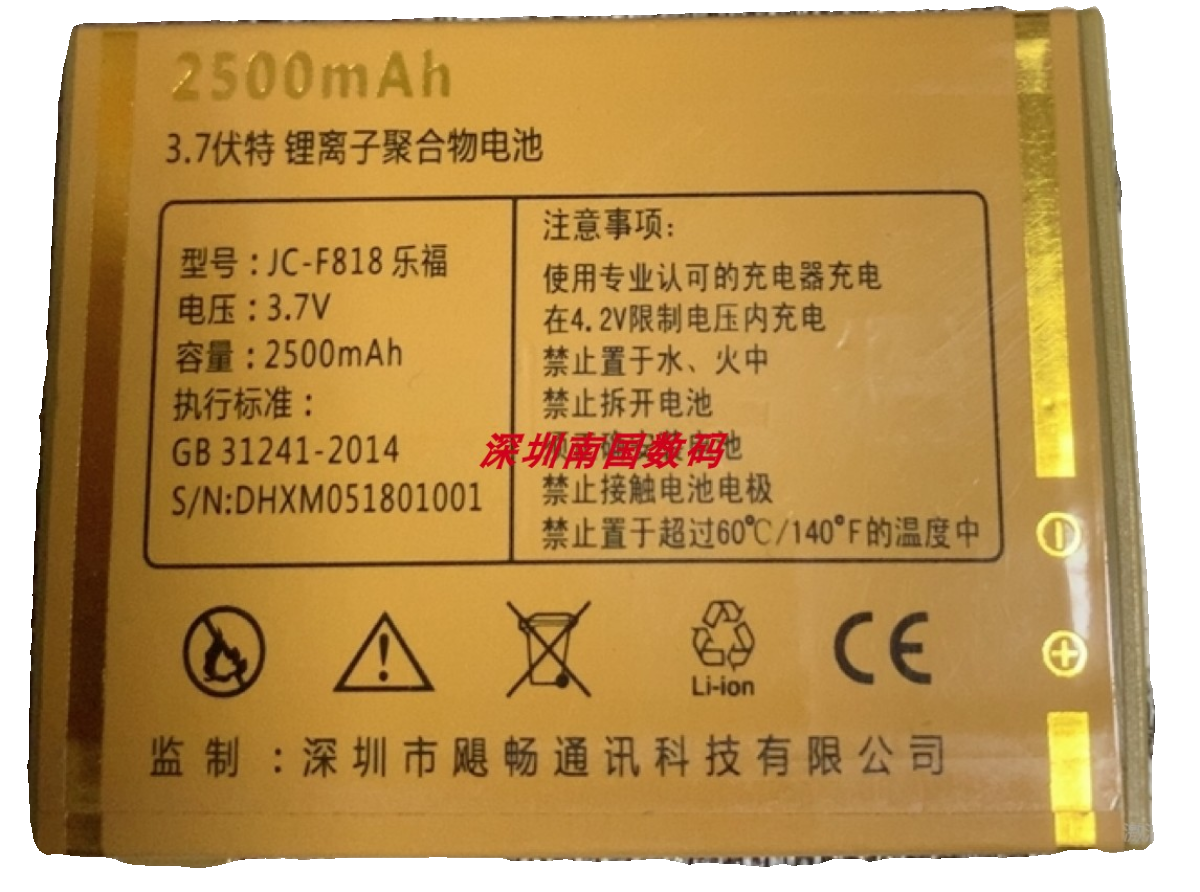 2500mAh
3.7伏特 锂离子聚合物电池
型号：JC-F818 乐福
电压：3.7V
容量：2500mAh
执行标准：
GB 31241-2014
S/N:DHXM051801001
注意事项:
使用专业认可的充电器充电
在4.2V限制电压内充电
禁止置于水、火中
禁止拆开电池
电池
深圳南国数码
禁止接触电池电极
禁止置于超过60℃/140°F的温度中
Li-ion
CE
监制：深圳市飓畅通讯科技有限公司